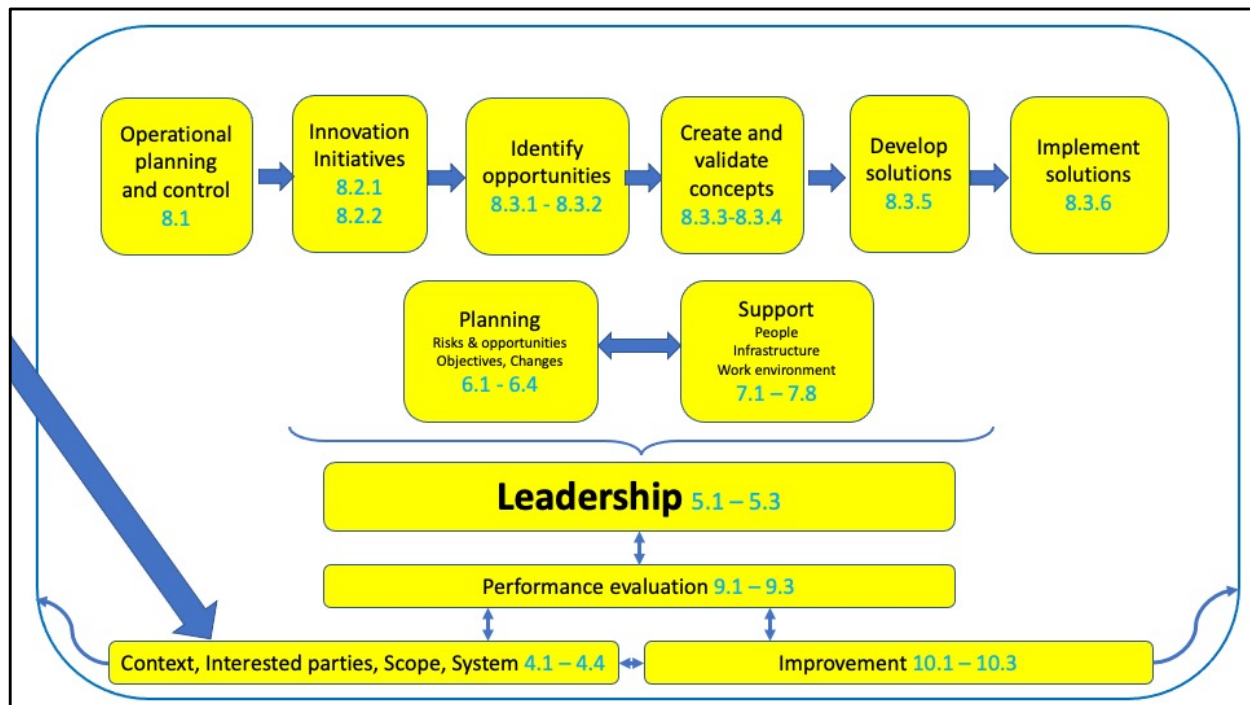 Operational
planning
and control
8.1
Innovation
Initiatives
8.2.1
8.2.2
Identify
opportunities
8.3.1 - 8.3.2
Create and
validate
concepts
8.3.3-8.3.4
Develop
solutions
8.3.5
Implement
solutions
8.3.6
Planning
Risks & opportunities
Objectives, Changes
6.1 - 6.4
Support
People
Infrastructure
Work environment
7.1 – 7.8
Leadership 5.1 – 5.3
Performance evaluation 9.1 – 9.3
Context, Interested parties, Scope, System 4.1 – 4.4
Improvement 10.1 – 10.3